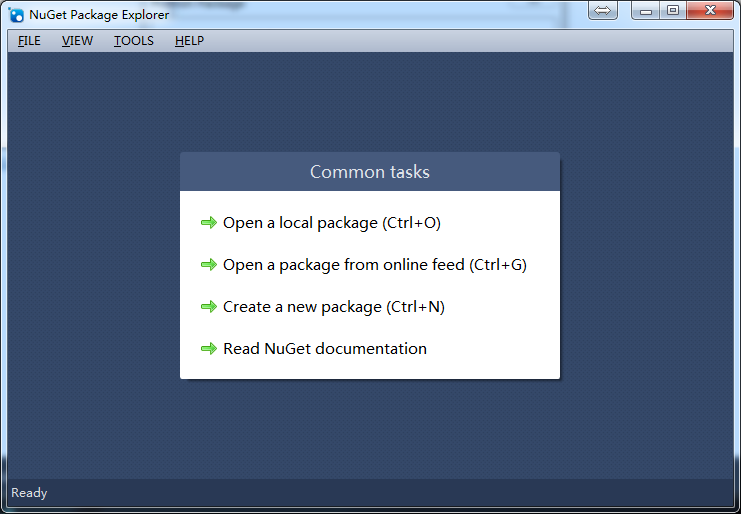 NuGet Package Explorer
FILE VIEW TOOLS HELP
Common tasks
Open a local package (Ctrl+O)
Open a package from online feed (Ctrl+G)
Create a new package (Ctrl+N)
Read NuGet documentation
Ready